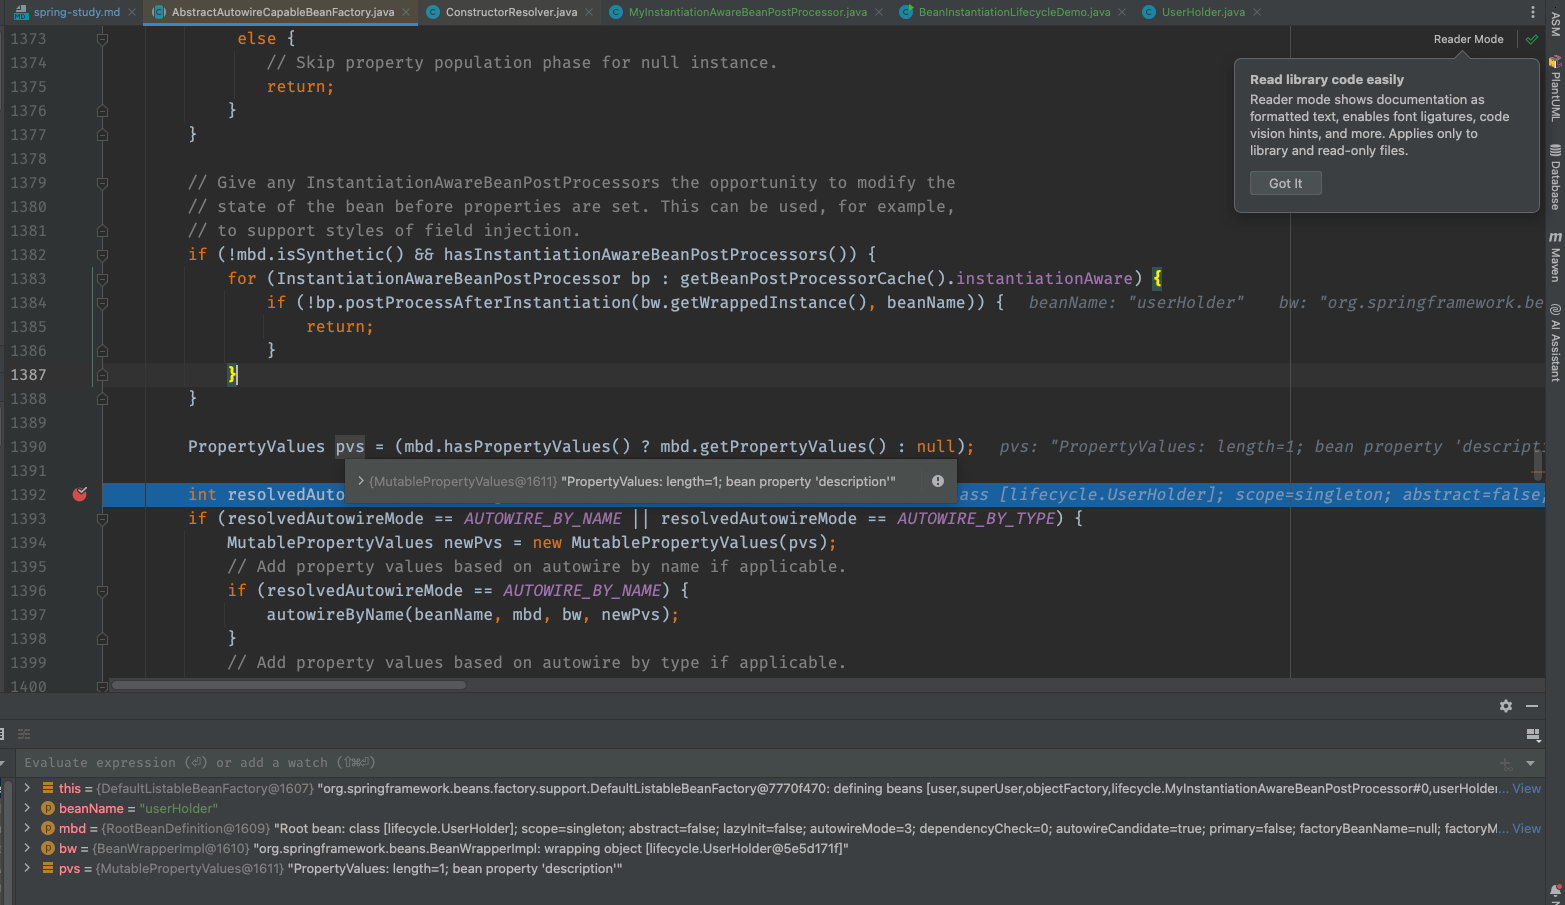 spring-study.md
AbstractAutowireCapableBeanFactory.java
ConstructorResolver.java
MyInstantiationAwareBeanPostProcessor.java
BeanInstantiationLifecycleDemo.java
UserHolder.java
Reader Mode
1373 else {
1374 // Skip property population phase for null instance.
1375 return;
1376 }
1377 }
1378
1379 // Give any InstantiationAwareBeanPostProcessors the opportunity to modify the
1380 // state of the bean before properties are set. This can be used, for example,
1381 // to support styles of field injection.
1382 if (!mbd.isSynthetic() && hasInstantiationAwareBeanPostProcessors()) {
1383 for (InstantiationAwareBeanPostProcessor bp : getBeanPostProcessorCache().instantiationAware) {
1384 if (!bp.postProcessAfterInstantiation(bw.getWrappedInstance(), beanName)) { beanName: "userHolder" bw: "org.springframework.be
1385 return;
1386 }
1387 }
1388 }
1389
1390 PropertyValues pvs = (mbd.hasPropertyValues() ? mbd.getPropertyValues() : null); pvs: "PropertyValues: length=1; bean property 'descripti
1391
{MutablePropertyValues@1611} "PropertyValues: length=1; bean property 'description'"
1392 int resolvedAuto ass [lifecycle.UserHolder]; scope=singleton; abstract=false;
1393 if (resolvedAutowireMode == AUTOWIRE_BY_NAME || resolvedAutowireMode == AUTOWIRE_BY_TYPE) {
1394 MutablePropertyValues newPvs = new MutablePropertyValues(pvs);
1395 // Add property values based on autowire by name if applicable.
1396 if (resolvedAutowireMode == AUTOWIRE_BY_NAME) {
1397 autowireByName(beanName, mbd, bw, newPvs);
1398 }
1399 // Add property values based on autowire by type if applicable.
1400
Read library code easily
Reader mode shows documentation as
formatted text, enables font ligatures, code
vision hints, and more. Applies only to
library and read-only files.
Got It
ASM
PlantUML
Database
m Maven
@ AI Assistant
Evaluate expression (⏎) or add a watch (⇧⌘⏎)
this = {DefaultListableBeanFactory@1607} "org.springframework.beans.factory.support.DefaultListableBeanFactory@7770f470: defining beans [user,superUser,objectFactory,lifecycle.MyInstantiationAwareBeanPostProcessor#0,userHolder... View
beanName = "userHolder"
mbd = {RootBeanDefinition@1609} "Root bean: class [lifecycle.UserHolder]; scope=singleton; abstract=false; lazyInit=false; autowireMode=3; dependencyCheck=0; autowireCandidate=true; primary=false; factoryBeanName=null; factoryM... View
bw = {BeanWrapperImpl@1610} "org.springframework.beans.BeanWrapperImpl: wrapping object [lifecycle.UserHolder@5e5d171f]"
pvs = {MutablePropertyValues@1611} "PropertyValues: length=1; bean property 'description'"